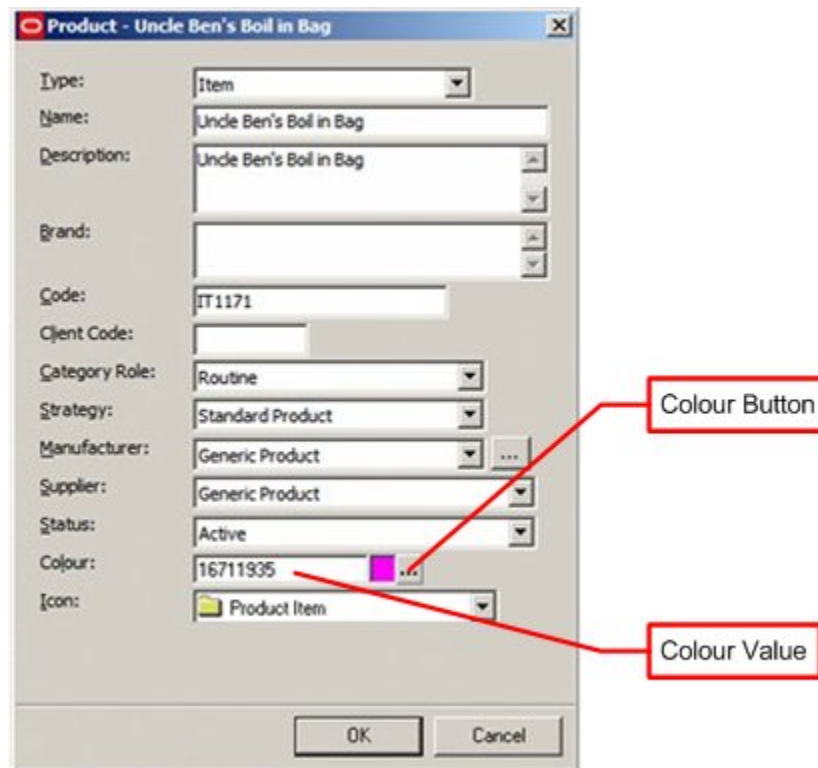 Product - Uncle Ben's Boil in Bag
Type: Item
Name: Uncle Ben's Boil in Bag
Description: Uncle Ben's Boil in Bag
Brand:
Code: IT1171
Client Code:
Category Role: Routine
Strategy: Standard Product
Manufacturer: Generic Product ...
Supplier: Generic Product
Status: Active
Colour: 16711935 ...
Icon: Product Item
Colour Button
Colour Value
OK Cancel